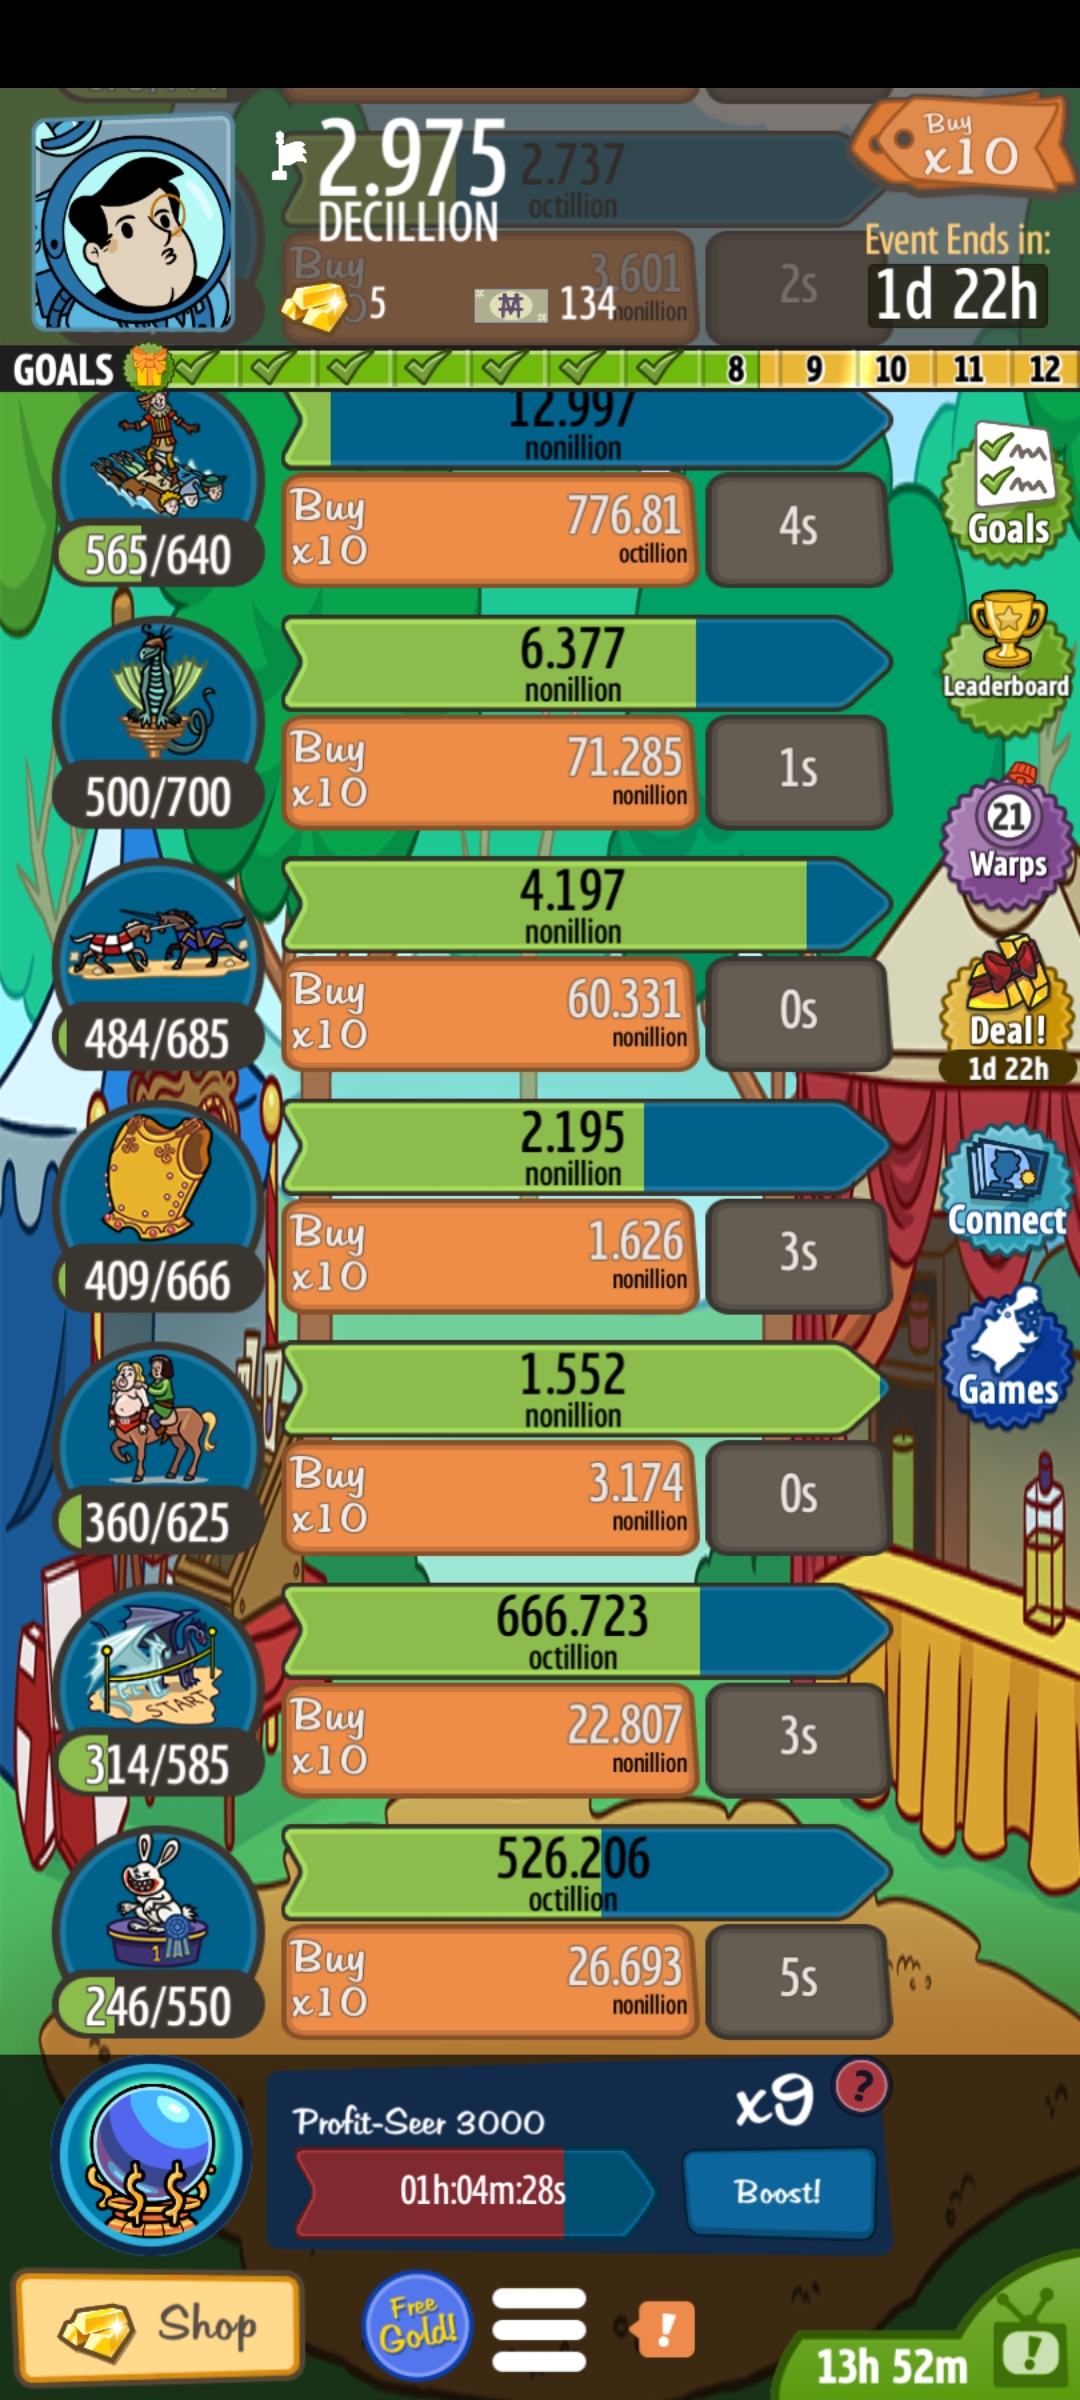 2.975
DECILLION
2.737
octillion
Buy
x10
Buy
3.601
nonillion
2s
5
134
Event Ends in:
1d 22h
GOALS
8 9 10 11 12
12.997
nonillion
Buy
x10
776.81
octillion
4s
565/640
Goals
6.377
nonillion
Buy
x10
71.285
nonillion
1s
500/700
Leaderboard
21
Warps
4.197
nonillion
Buy
x10
60.331
nonillion
0s
484/685
Deal!
1d 22h
2.195
nonillion
Buy
x10
1.626
nonillion
3s
409/666
Connect
1.552
nonillion
Buy
x10
3.174
nonillion
0s
360/625
Games
666.723
octillion
START
Buy
x10
22.807
nonillion
3s
314/585
526.206
octillion
1
Buy
x10
26.693
nonillion
5s
246/550
Profit-Seer 3000
x9
?
01h:04m:28s
Boost!
Shop
Free
Gold!
!
13h 52m
!